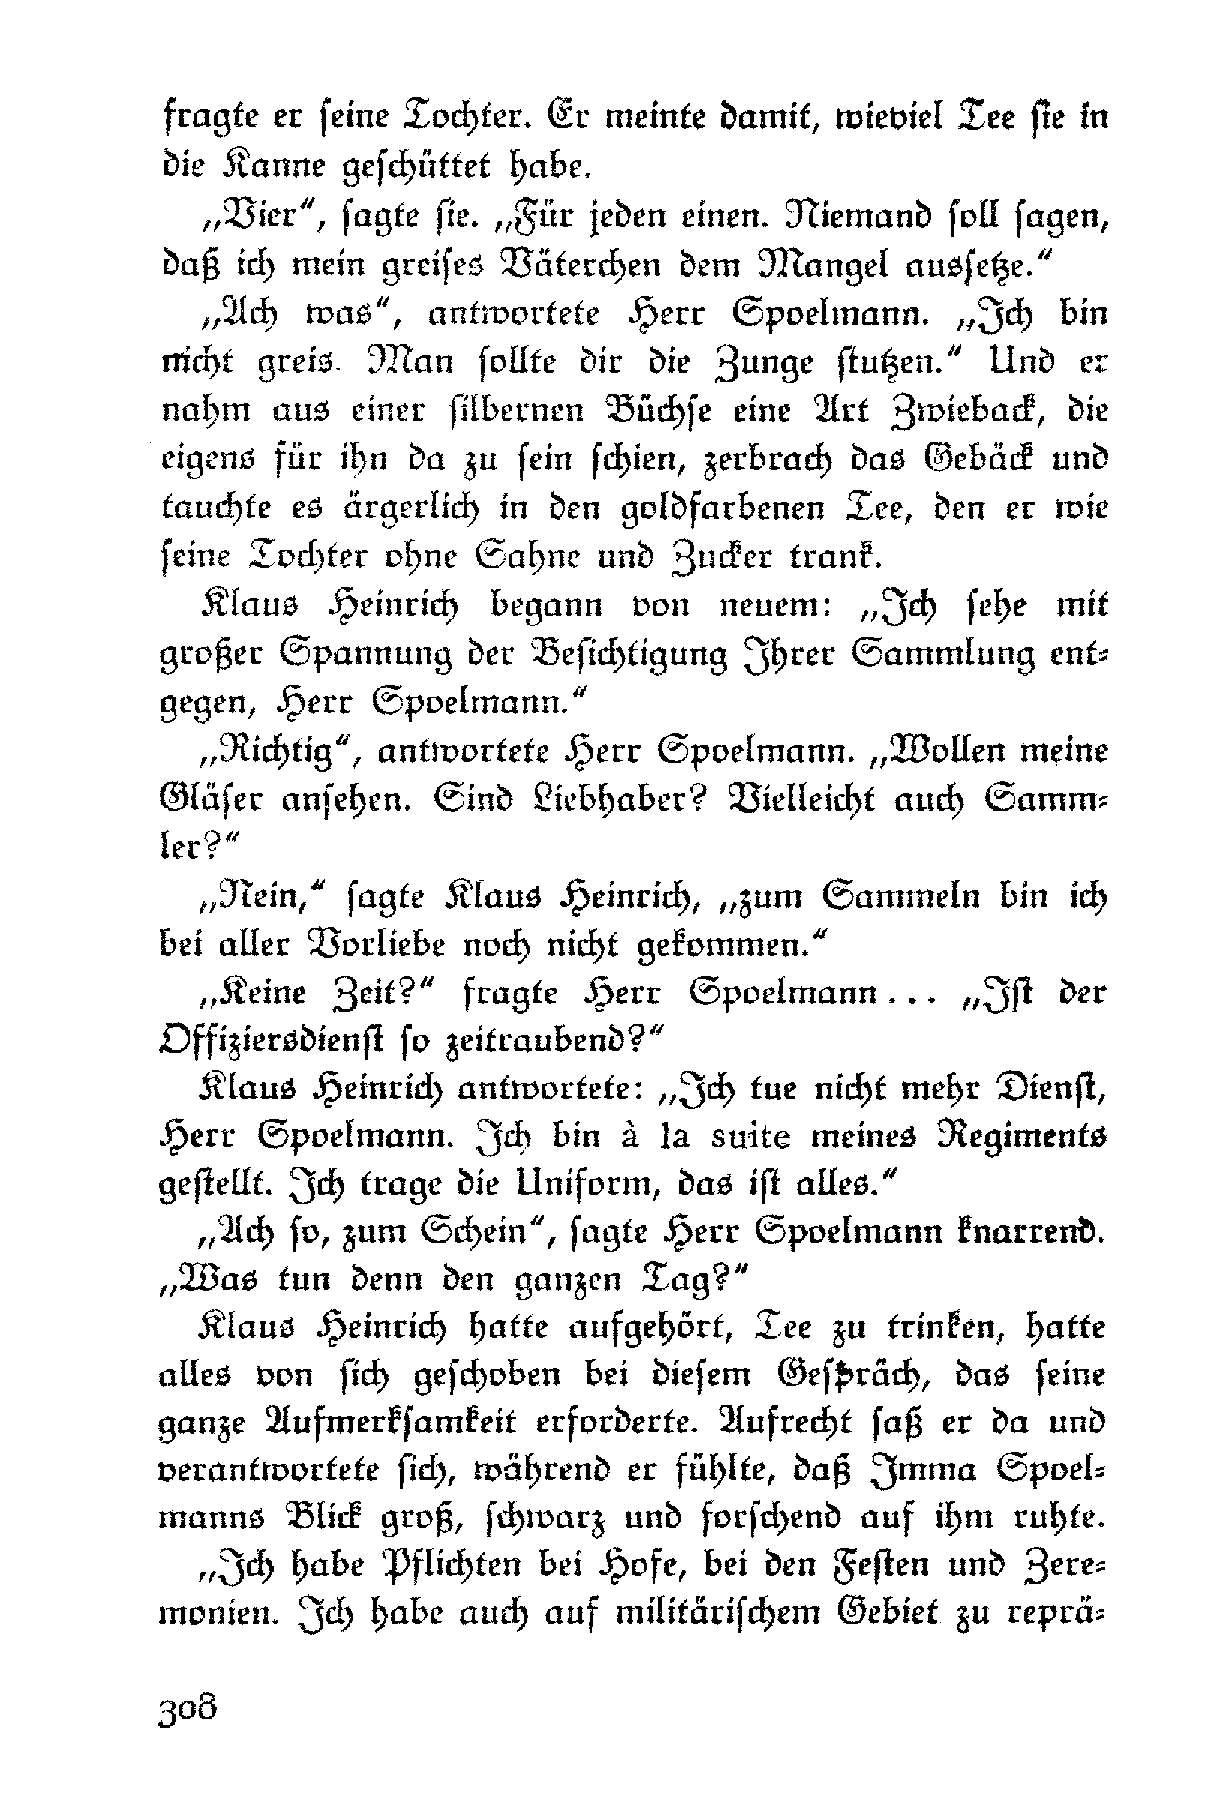 fragte er ſeine Tochter. Er meinte damit, wieviel Tee ſie in
die Kanne geſchüttet habe.
„Vier“, ſagte ſie. „Für jeden einen. Niemand ſoll ſagen,
daß ich mein greiſes Väterchen dem Mangel ausſetze.“
„Ach was“, antwortete Herr Spoelmann. „Ich bin
nicht greis. Man ſollte dir die Zunge ſtutzen.“ Und er
nahm aus einer ſilbernen Büchſe eine Art Zwieback, die
eigens für ihn da zu ſein ſchien, zerbrach das Gebäck und
tauchte es ärgerlich in den goldfarbenen Tee, den er wie
ſeine Tochter ohne Sahne und Zucker trank.
Klaus Heinrich begann von neuem: „Ich ſehe mit
großer Spannung der Beſichtigung Ihrer Sammlung ent⸗
gegen, Herr Spoelmann.“
„Richtig“, antwortete Herr Spoelmann. „Wollen meine
Gläſer anſehen. Sind Liebhaber? Vielleicht auch Samm⸗
ler?“
„Nein,“ ſagte Klaus Heinrich, „zum Sammeln bin ich
bei aller Vorliebe noch nicht gekommen.“
„Keine Zeit?“ fragte Herr Spoelmann... „Iſt der
Offiziersdienſt ſo zeitraubend?“
Klaus Heinrich antwortete: „Ich tue nicht mehr Dienſt,
Herr Spoelmann. Ich bin à la suite meines Regiments
geſtellt. Ich trage die Uniform, das iſt alles.“
„Ach ſo, zum Schein“, ſagte Herr Spoelmann knarrend.
„Was tun denn den ganzen Tag?“
Klaus Heinrich hatte aufgehört, Tee zu trinken, hatte
alles von ſich geſchoben bei dieſem Geſpräch, das ſeine
ganze Aufmerkſamkeit erforderte. Aufrecht ſaß er da und
verantwortete ſich, während er fühlte, daß Imma Spoel⸗
manns Blick groß, ſchwarz und forſchend auf ihm ruhte.
„Ich habe Pflichten bei Hofe, bei den Feſten und Zere⸗
monien. Ich habe auch auf militäriſchem Gebiet zu reprä⸗
308